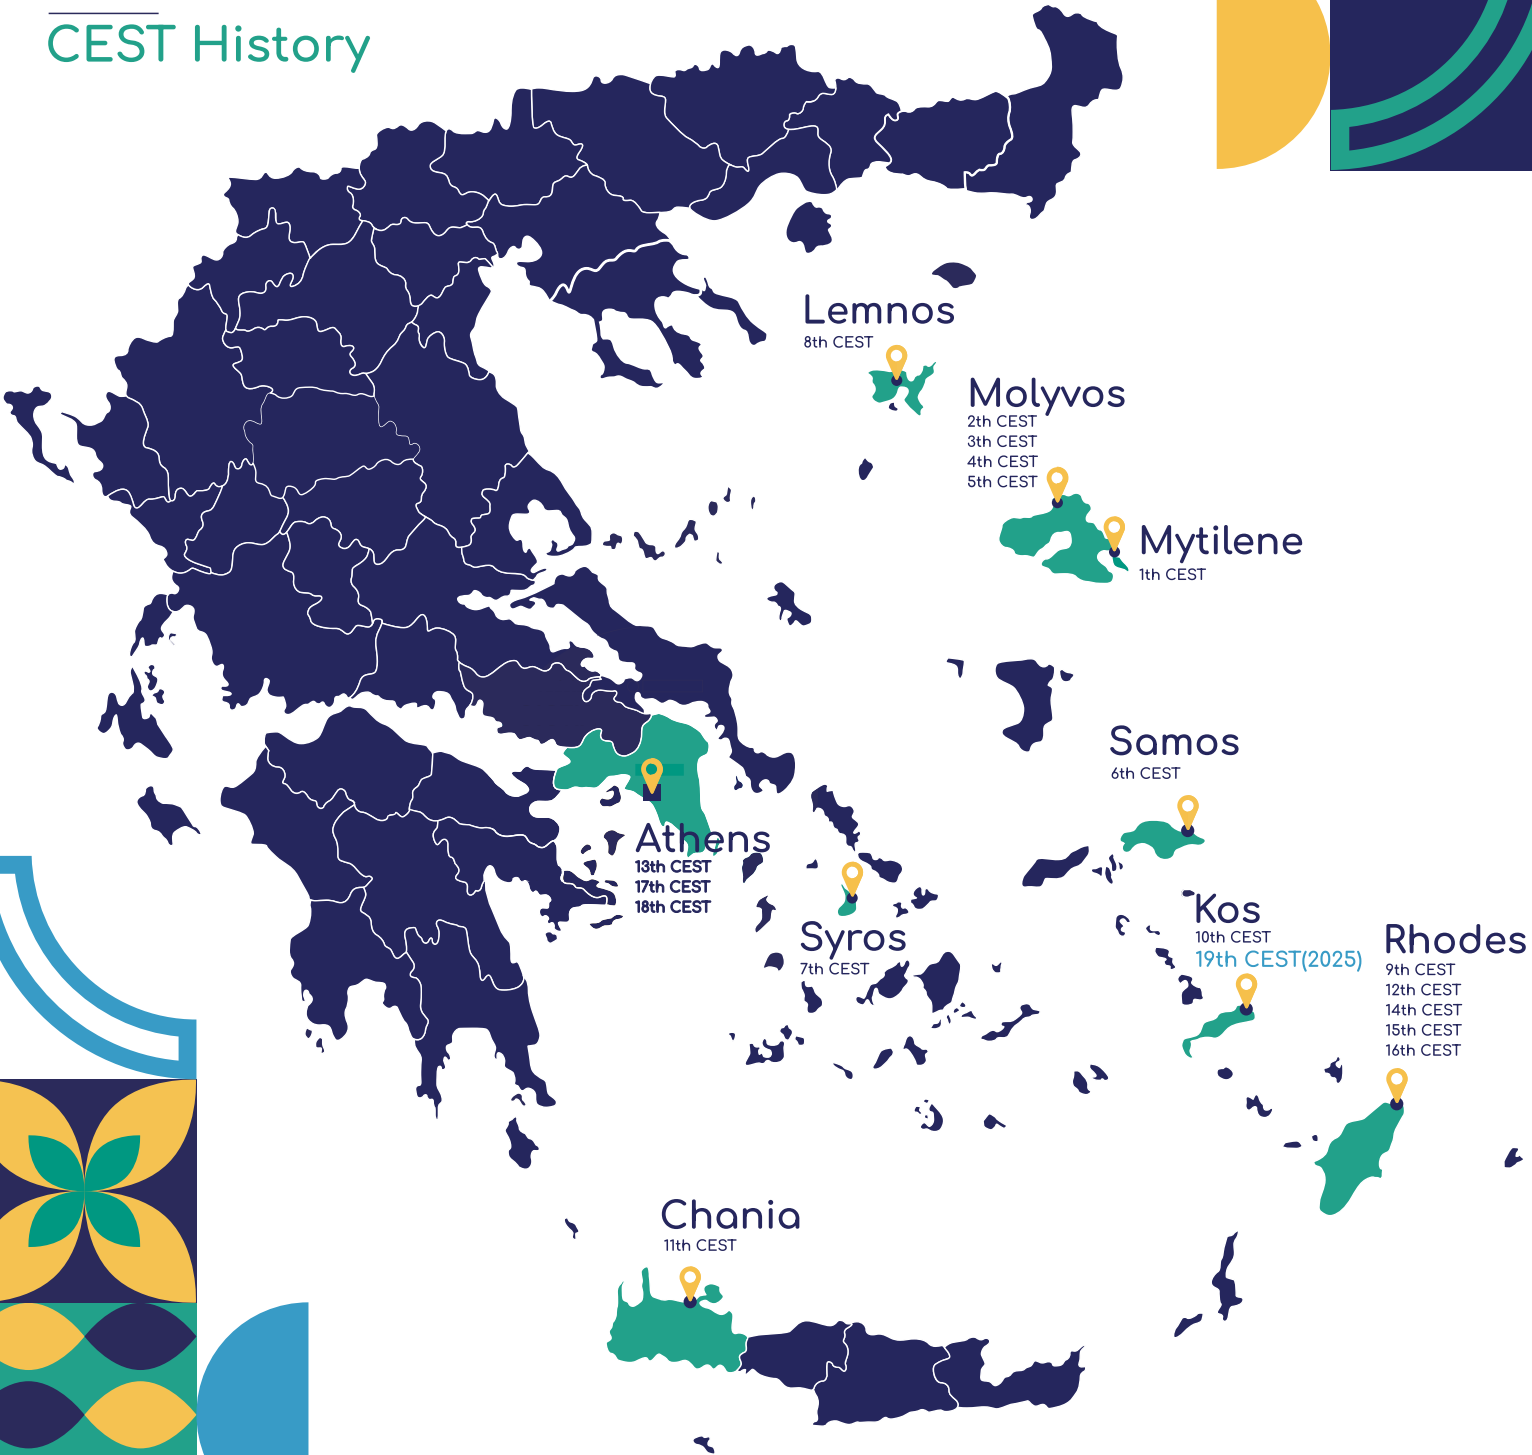 CEST History
Lemnos
8th CEST
Molyvos
2th CEST
3th CEST
4th CEST
5th CEST
Mytilene
1th CEST
Samos
6th CEST
Athens
13th CEST
17th CEST
18th CEST
Syros
7th CEST
Kos
10th CEST
19th CEST(2025)
Rhodes
9th CEST
12th CEST
14th CEST
15th CEST
16th CEST
Chania
11th CEST